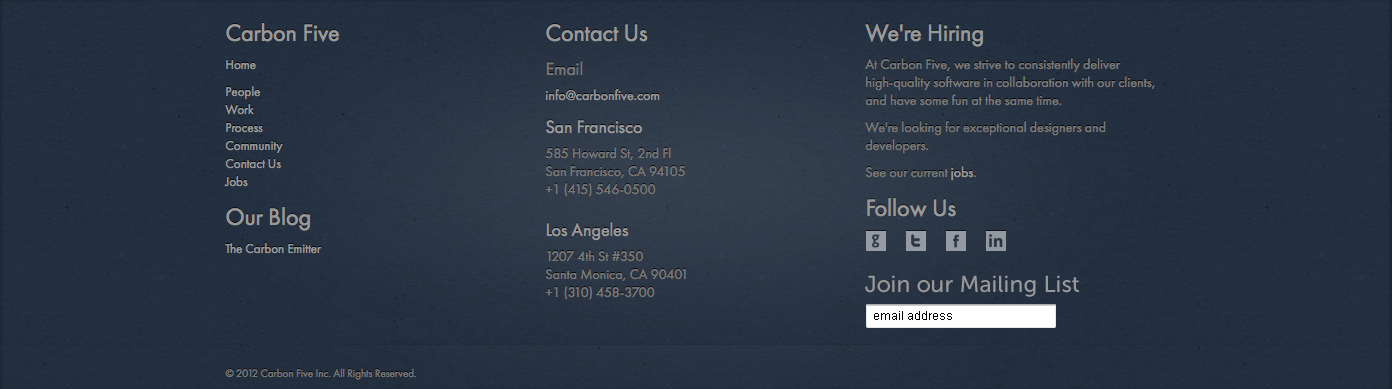 Carbon Five
Home
People
Work
Process
Community
Contact Us
Jobs
Our Blog
The Carbon Emitter
Contact Us
Email
info@carbonfive.com
San Francisco
585 Howard St, 2nd Fl
San Francisco, CA 94105
+1 (415) 546-0500
Los Angeles
1207 4th St #350
Santa Monica, CA 90401
+1 (310) 458-3700
We're Hiring
At Carbon Five, we strive to consistently deliver
high-quality software in collaboration with our clients,
and have some fun at the same time.
We're looking for exceptional designers and
developers.
See our current jobs.
Follow Us
g t f in
Join our Mailing List
email address
© 2012 Carbon Five Inc. All Rights Reserved.